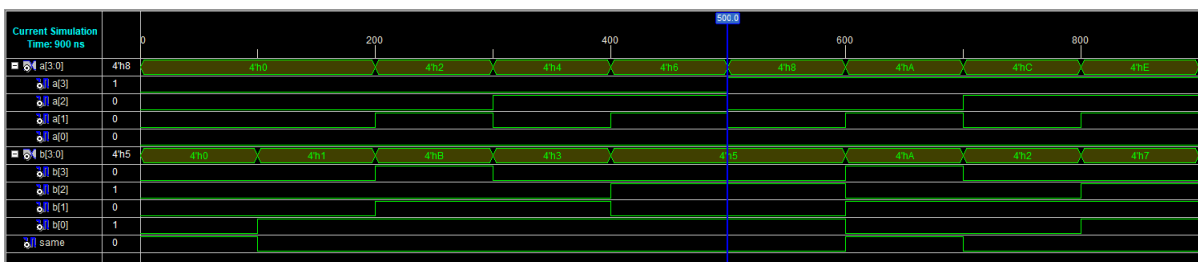 500.0
Current Simulation
Time: 900 ns
0 200 400 600 800
a[3:0] 4'h8 4'h0 4'h2 4'h4 4'h6 4'h8 4'hA 4'hC 4'hE
a[3] 1
a[2] 0
a[1] 0
a[0] 0
b[3:0] 4'h5 4'h0 4'h1 4'hB 4'h3 4'h5 4'hA 4'h2 4'h7
b[3] 0
b[2] 1
b[1] 0
b[0] 1
same 0